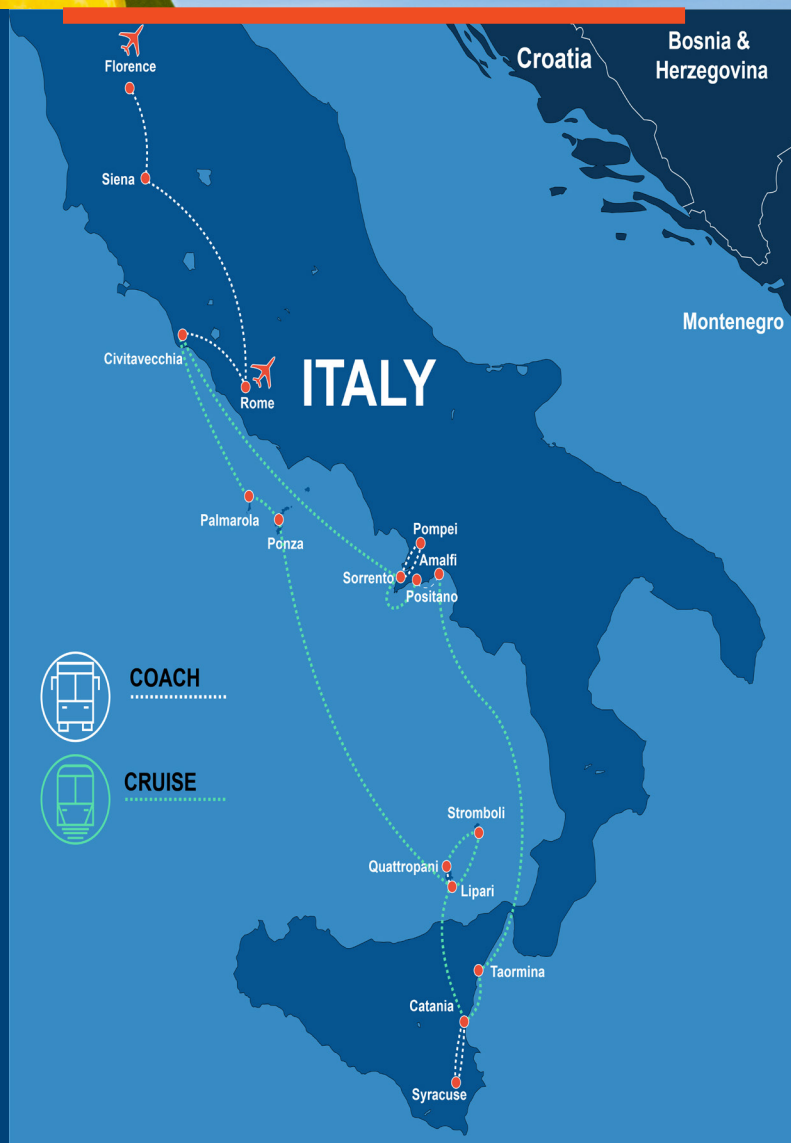 Croatia
Bosnia &
Herzegovina
Florence
Siena
Montenegro
Civitavecchia
Rome
ITALY
Palmarola
Ponza
Pompei
Amalfi
Sorrento
Positano
COACH
CRUISE
Stromboli
Quattropani
Lipari
Taormina
Catania
Syracuse